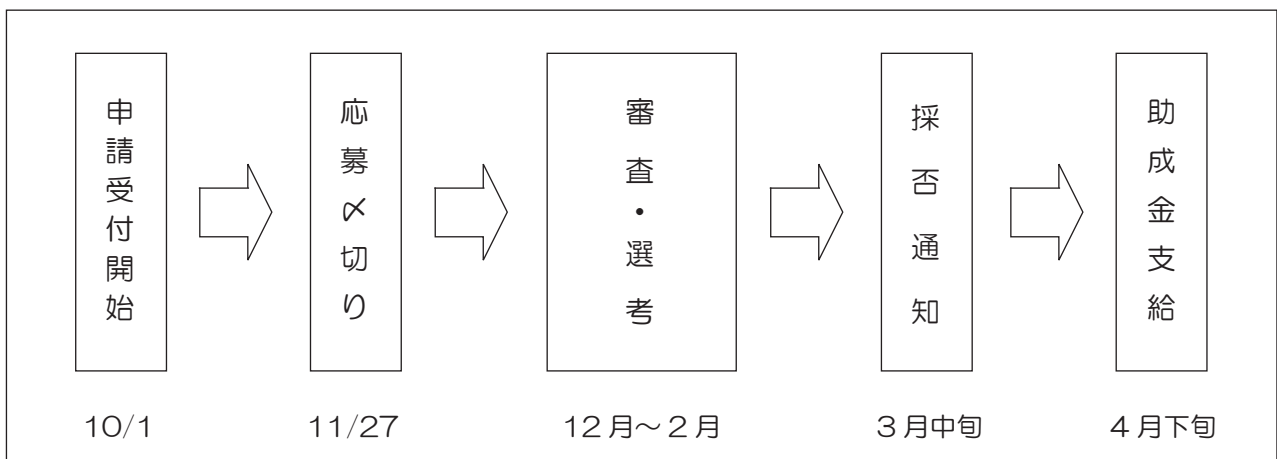 申請受付開始
応募〆切り
審査・選考
採否通知
助成金支給
10/1
11/27
12月～2月
3月中旬
4月下旬